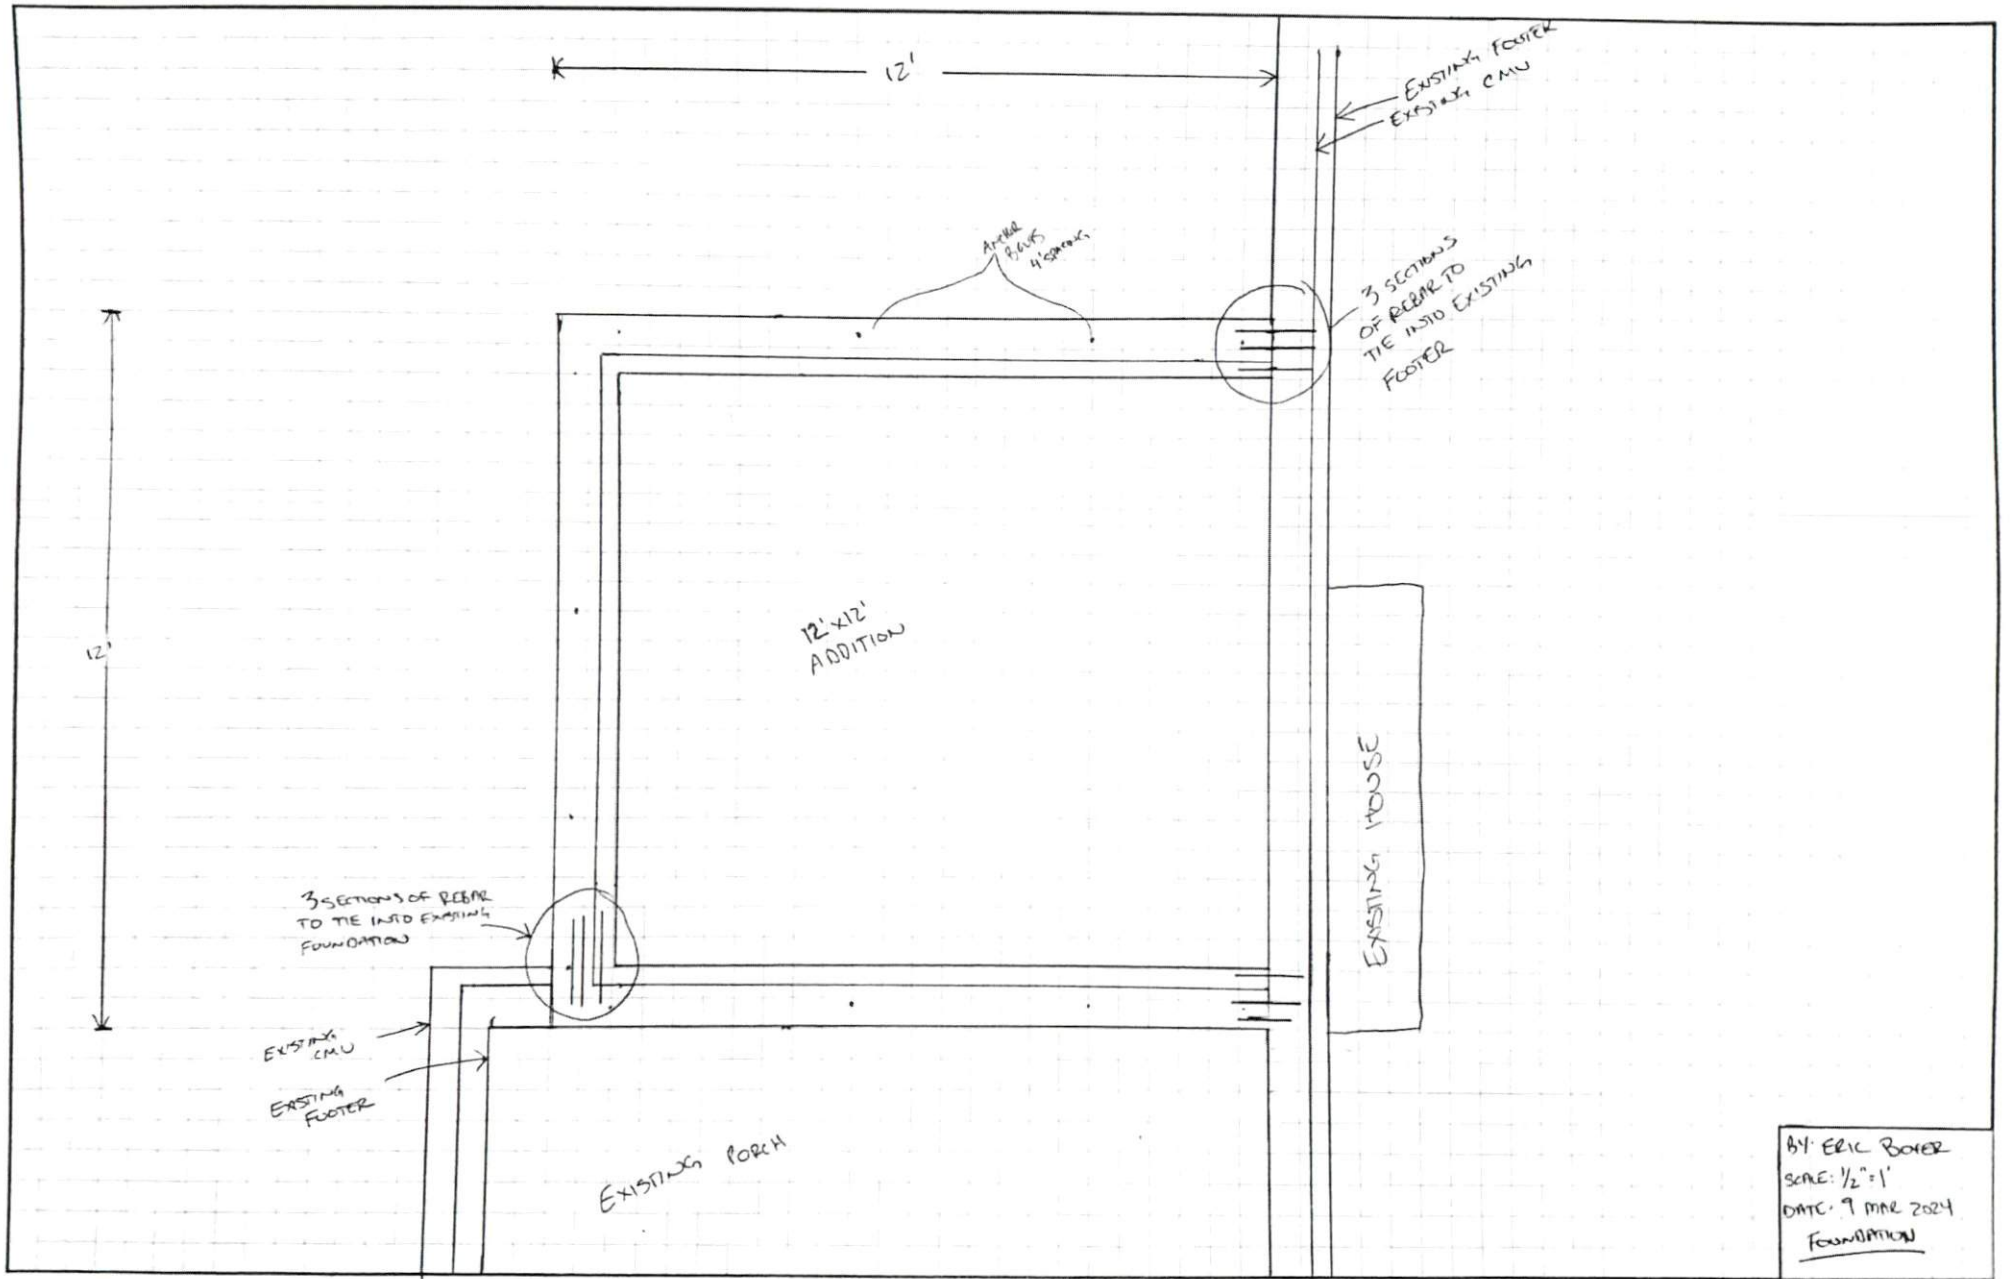 12'
EXISTING FOOTER
EXISTING CMU
ANCHOR
BOLTS
4' SPACING
3 SECTIONS
OF REBAR TO
TIE INTO EXISTING
FOOTER
12'
12'x12'
ADDITION
EXISTING HOUSE
3 SECTIONS OF REBAR
TO TIE INTO EXISTING
FOUNDATION
EXISTING
CMU
EXISTING
FOOTER
EXISTING PORCH
BY: ERIC BOYER
SCALE: 1/2"=1'
DATE: 9 MAR 2024
FOUNDATION